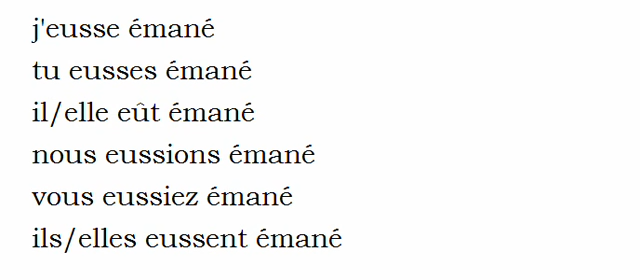 j'eusse émané
tu eusses émané
il/elle eût émané
nous eussions émané
vous eussiez émané
ils/elles eussent émané